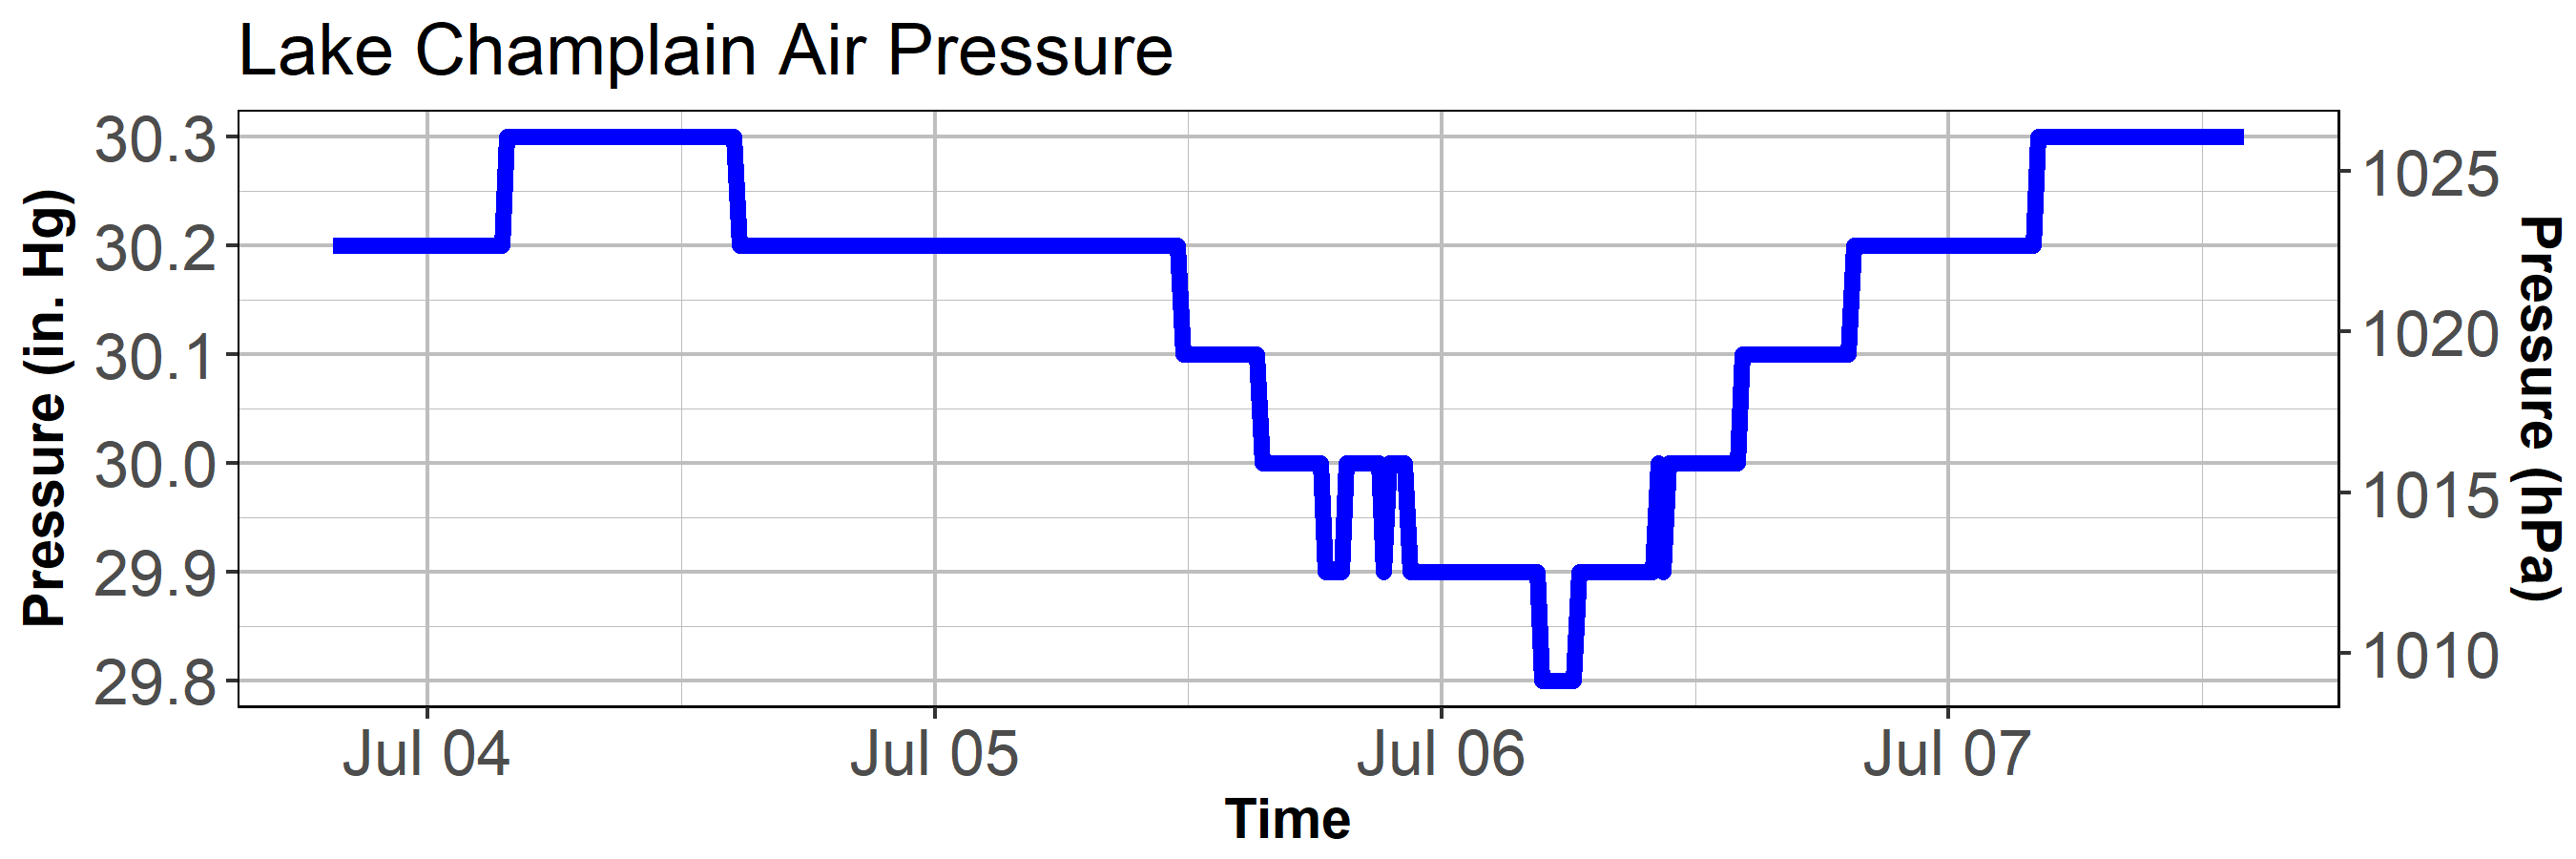 Lake Champlain Air Pressure
Pressure (in. Hg)
30.3
30.2
30.1
30.0
29.9
29.8
1025
1020
1015
1010
Pressure (hPa)
Jul 04 Jul 05 Jul 06 Jul 07
Time